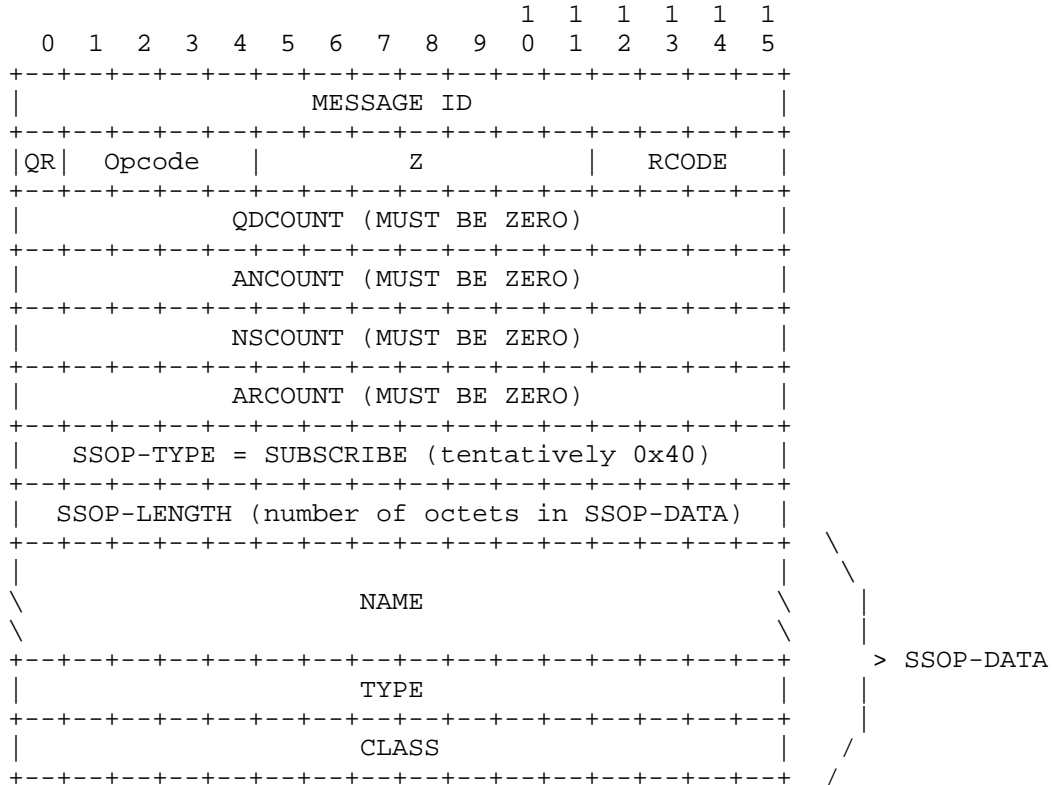 1   1   1   1   1   1
     0   1   2   3   4   5   6   7   8   9   0   1   2   3   4   5
   +--+--+--+--+--+--+--+--+--+--+--+--+--+--+--+--+
   |                  MESSAGE ID                   |
   +--+--+--+--+--+--+--+--+--+--+--+--+--+--+--+--+
   |QR|  Opcode   |         Z          |   RCODE   |
   +--+--+--+--+--+--+--+--+--+--+--+--+--+--+--+--+
   |             QDCOUNT (MUST BE ZERO)            |
   +--+--+--+--+--+--+--+--+--+--+--+--+--+--+--+--+
   |             ANCOUNT (MUST BE ZERO)            |
   +--+--+--+--+--+--+--+--+--+--+--+--+--+--+--+--+
   |             NSCOUNT (MUST BE ZERO)            |
   +--+--+--+--+--+--+--+--+--+--+--+--+--+--+--+--+
   |             ARCOUNT (MUST BE ZERO)            |
   +--+--+--+--+--+--+--+--+--+--+--+--+--+--+--+--+
   |   SSOP-TYPE = SUBSCRIBE (tentatively 0x40)    |
   +--+--+--+--+--+--+--+--+--+--+--+--+--+--+--+--+
   |  SSOP-LENGTH (number of octets in SSOP-DATA)  |
   +--+--+--+--+--+--+--+--+--+--+--+--+--+--+--+--+  \
   |                                               |   \
   \                     NAME                      \    |
   \                                               \    |
   +--+--+--+--+--+--+--+--+--+--+--+--+--+--+--+--+     > SSOP-DATA
   |                     TYPE                      |    |
   +--+--+--+--+--+--+--+--+--+--+--+--+--+--+--+--+    |
   |                     CLASS                     |   /
   +--+--+--+--+--+--+--+--+--+--+--+--+--+--+--+--+  /